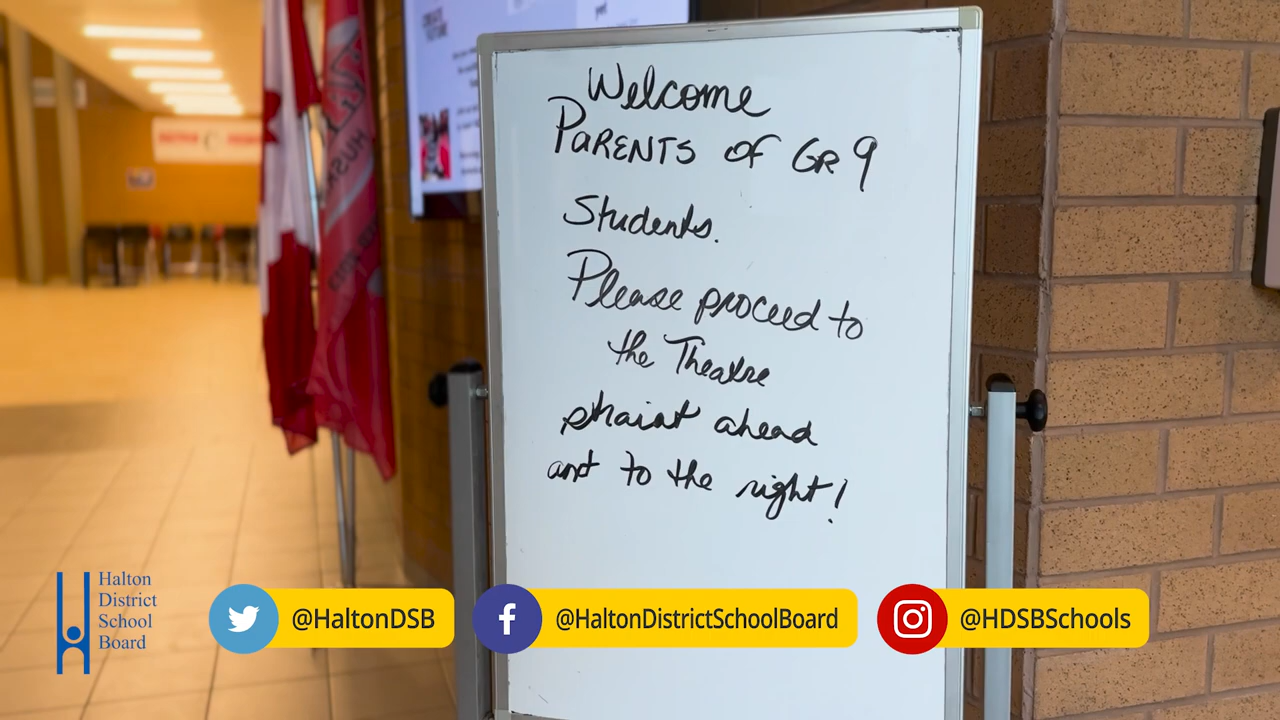 Welcome
PARENTS OF GR 9
Students.
Please proceed to
the Theatre
straight ahead
and to the right!
Halton
District
School
Board
@HaltonDSB
@HaltonDistrictSchoolBoard
@HDSBSchools